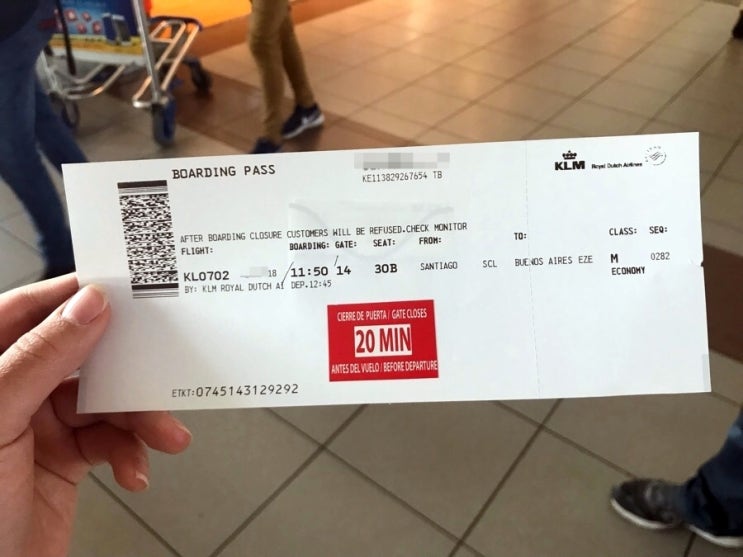 BOARDING PASS
KE113829267654 TB
KLM Royal Dutch Airlines
AFTER BOARDING CLOSURE CUSTOMERS WILL BE REFUSED.CHECK MONITOR
FLIGHT: BOARDING: GATE: SEAT: FROM: TO: CLASS: SEQ:
KL0702 18 11:50 14 30B SANTIAGO SCL BUENOS AIRES EZE M 0282
BY: KLM ROYAL DUTCH AI DEP.12:45 ECONOMY
CIERRE DE PUERTA / GATE CLOSES
20 MIN
ANTES DEL VUELO / BEFORE DEPARTURE
ETKT:0745143129292